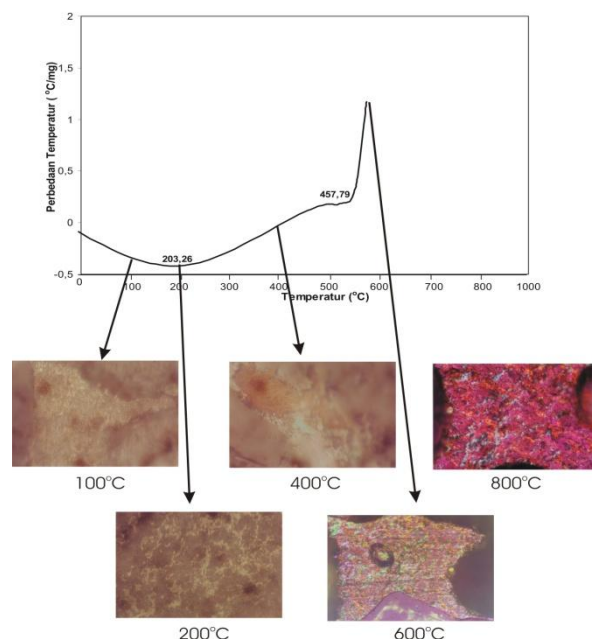 Perbedaan Temperatur ( °C/mg)
2
1,5
1
0,5
0
-0,5
203,26
457,79
0 100 200 300 400 500 600 700 800 1000
Temperatur (°C)
100°C
400°C
800°C
200°C
600°C